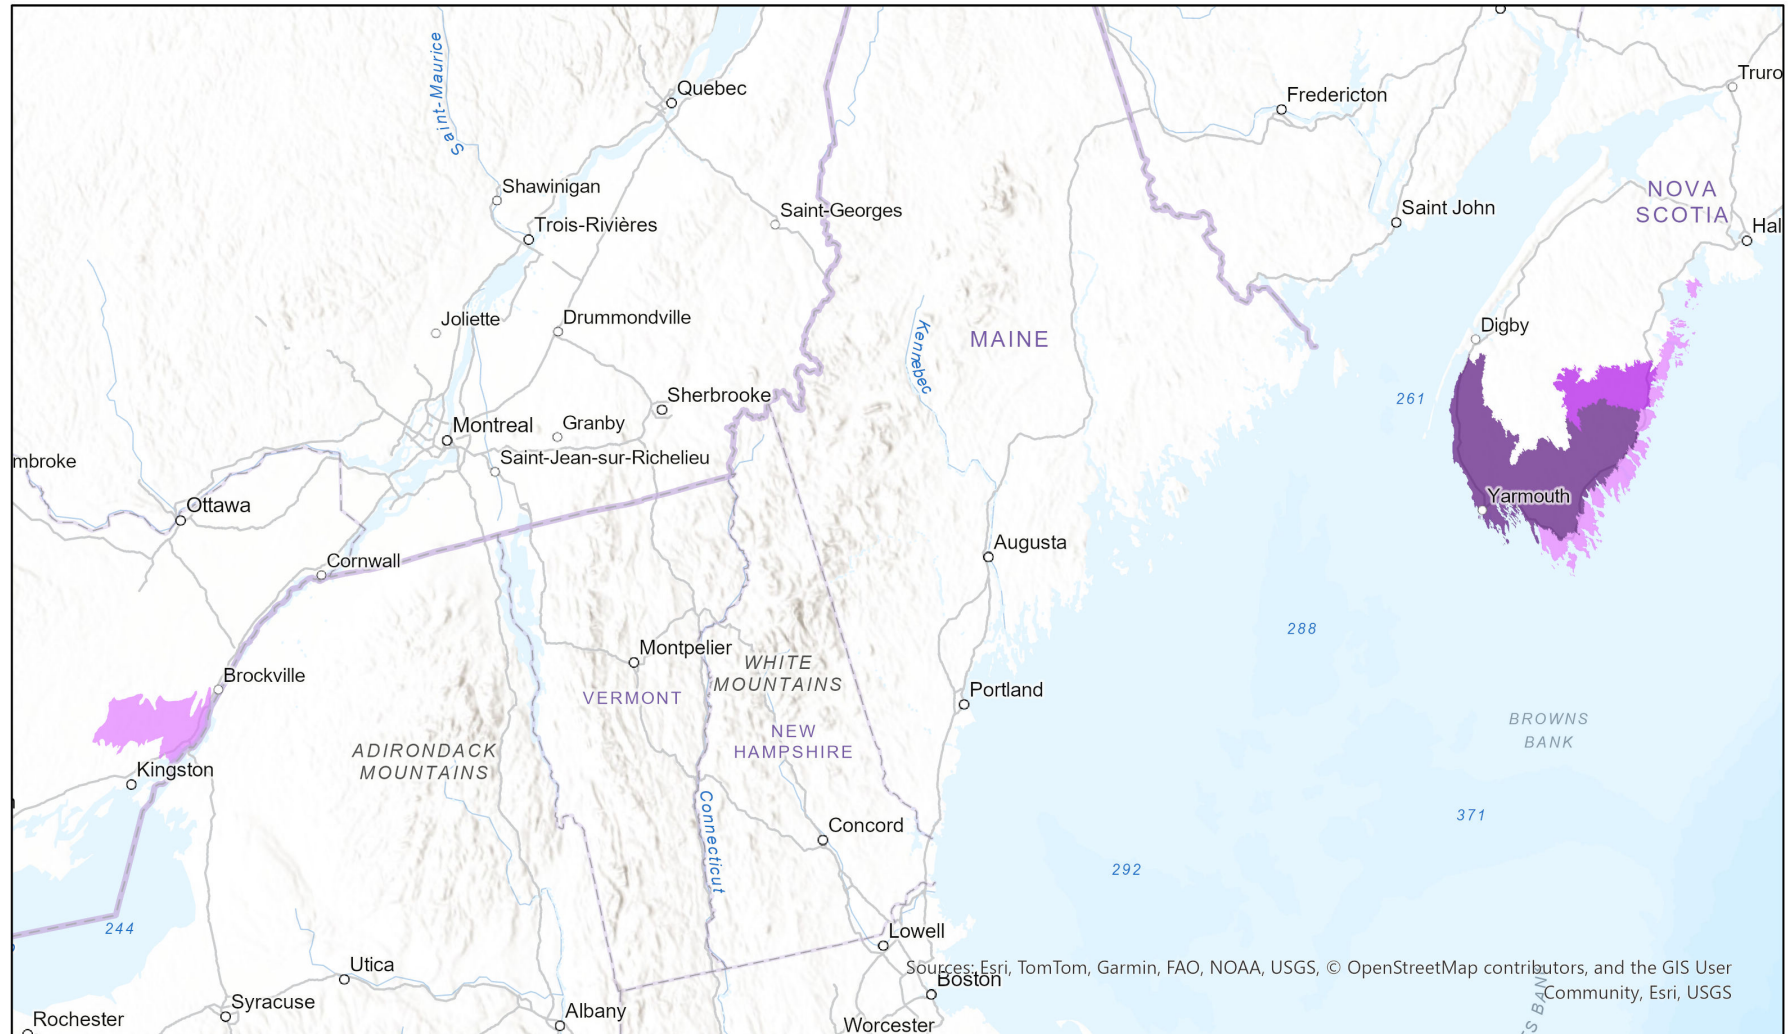 Saint-Maurice
Quebec
Fredericton
Truro
Shawinigan
Trois-Rivières
Saint-Georges
Saint John
NOVA
SCOTIA
Hal
Joliette
Drummondville
Kennebec
MAINE
Digby
Sherbrooke
261
Montreal
Granby
Saint-Jean-sur-Richelieu
mbroke
Ottawa
Yarmouth
Cornwall
Augusta
288
Brockville
Montpelier
WHITE
MOUNTAINS
VERMONT
Portland
BROWNS
BANK
NEW
HAMPSHIRE
ADIRONDACK
MOUNTAINS
Kingston
Connecticut
371
Concord
292
244
Lowell
Utica
Boston
Sources: Esri, TomTom, Garmin, FAO, NOAA, USGS, © OpenStreetMap contributors, and the GIS User
Community, Esri, USGS
Syracuse
Albany
Rochester
Worcester
S BANK